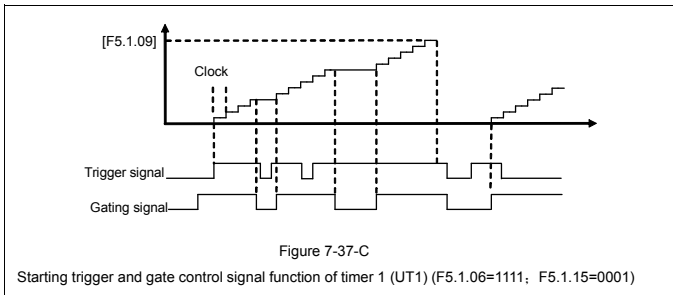 [F5.1.09]
Clock
Trigger signal
Gating signal
Figure 7-37-C
Starting trigger and gate control signal function of timer 1 (UT1) (F5.1.06=1111；F5.1.15=0001)